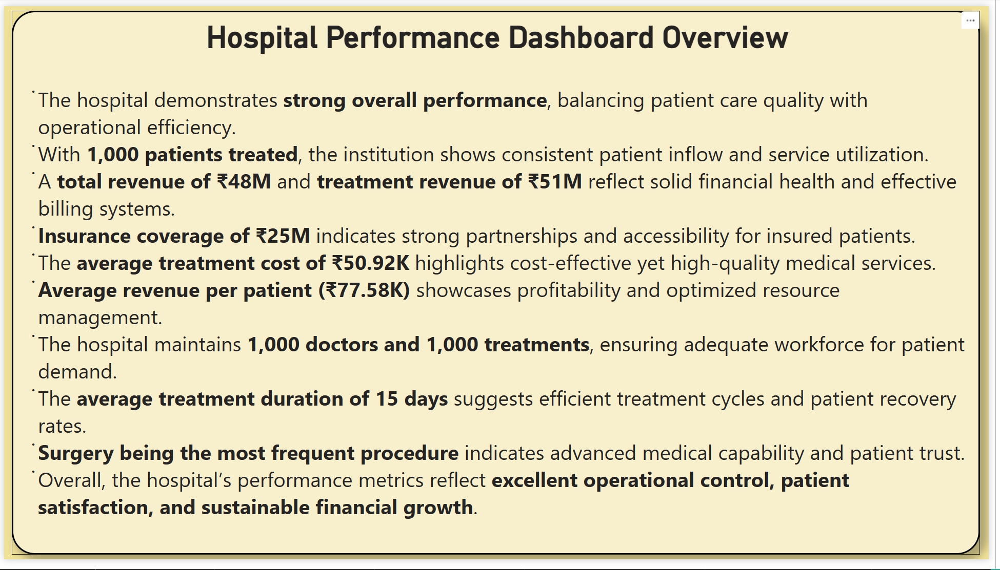 Hospital Performance Dashboard Overview
· The hospital demonstrates strong overall performance, balancing patient care quality with
operational efficiency.
· With 1,000 patients treated, the institution shows consistent patient inflow and service utilization.
· A total revenue of ₹48M and treatment revenue of ₹51M reflect solid financial health and effective
billing systems.
· Insurance coverage of ₹25M indicates strong partnerships and accessibility for insured patients.
· The average treatment cost of ₹50.92K highlights cost-effective yet high-quality medical services.
· Average revenue per patient (₹77.58K) showcases profitability and optimized resource
management.
· The hospital maintains 1,000 doctors and 1,000 treatments, ensuring adequate workforce for patient
demand.
· The average treatment duration of 15 days suggests efficient treatment cycles and patient recovery
rates.
· Surgery being the most frequent procedure indicates advanced medical capability and patient trust.
· Overall, the hospital’s performance metrics reflect excellent operational control, patient
satisfaction, and sustainable financial growth.